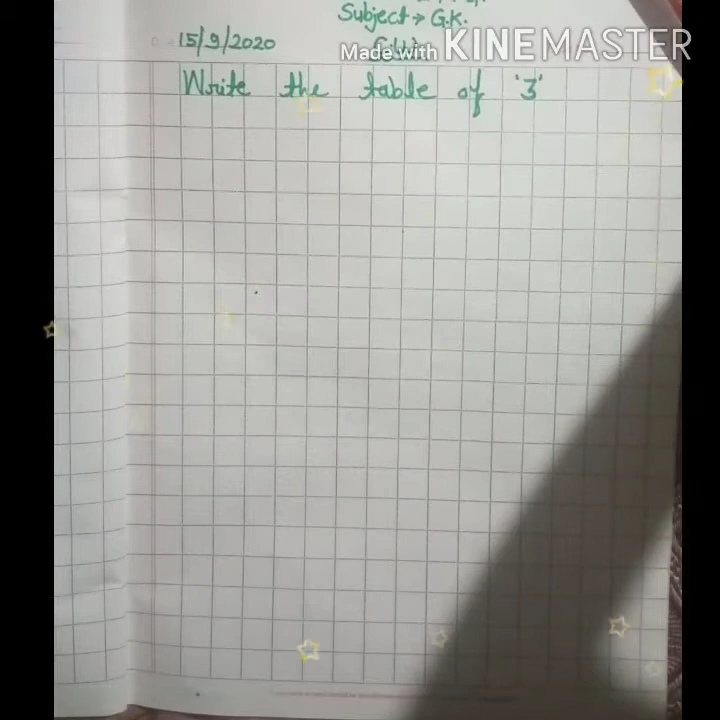 Subject → G.K.
15/9/2020
Made with KINEMASTER
Write the table of '3'